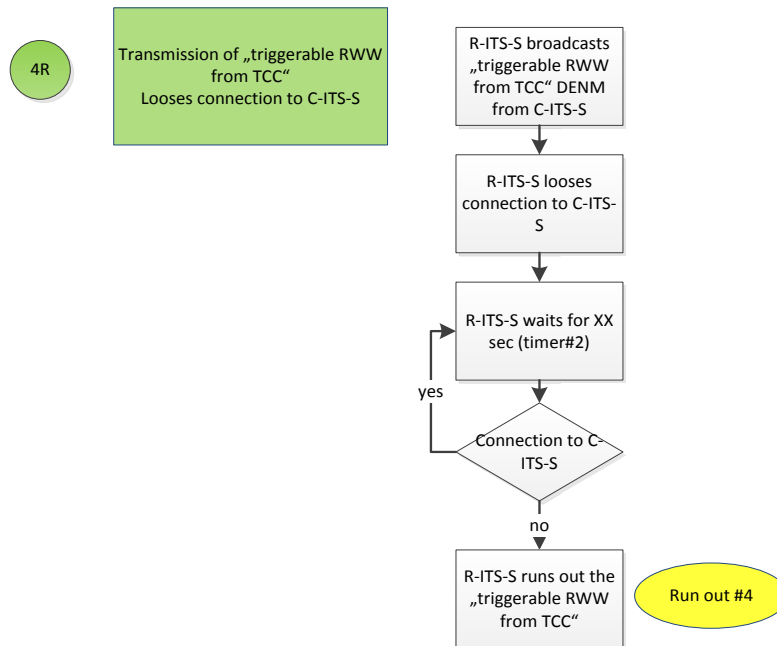 4R
Transmission of „triggerable RWW
from TCC“
Looses connection to C-ITS-S
R-ITS-S broadcasts
„triggerable RWW
from TCC“ DENM
from C-ITS-S
R-ITS-S looses
connection to C-ITS-
S
R-ITS-S waits for XX
sec (timer#2)
yes
Connection to C-
ITS-S
no
R-ITS-S runs out the
„triggerable RWW
from TCC“
Run out #4